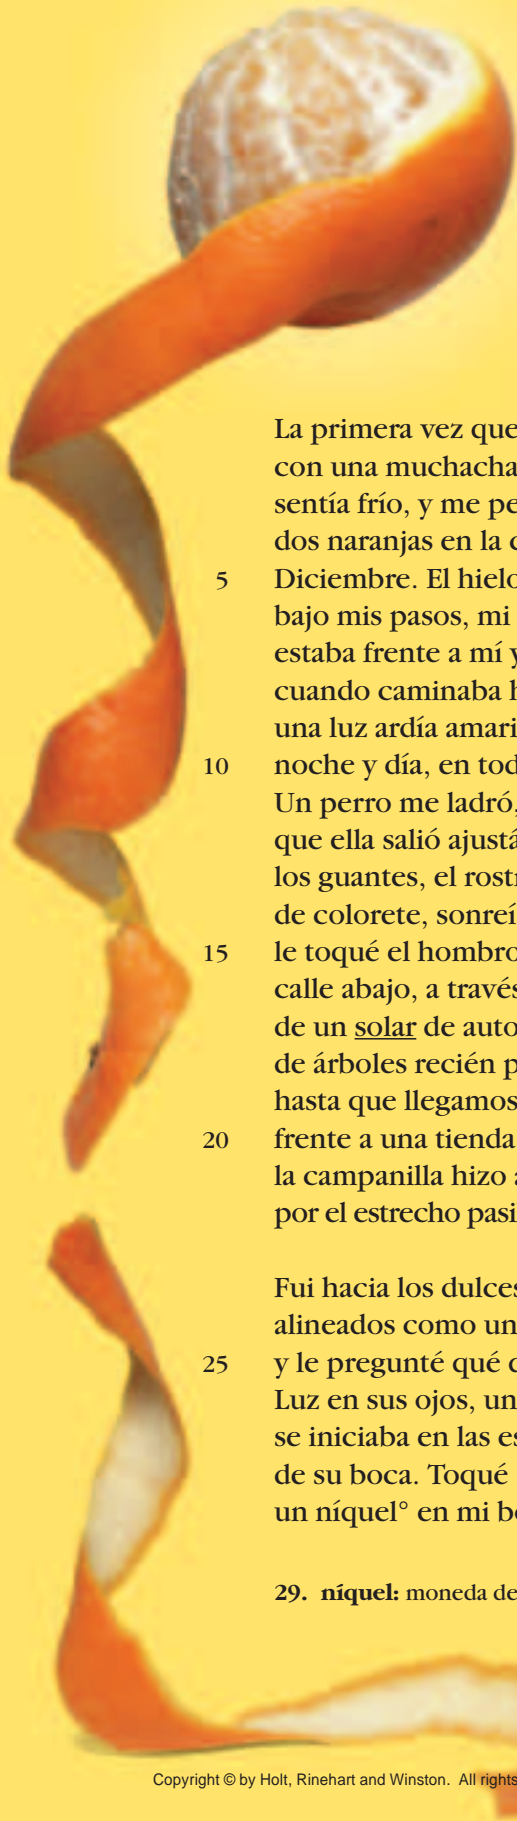 La primera vez que
con una muchacha
sentía frío, y me pe
dos naranjas en la c
5 Diciembre. El hielo
bajo mis pasos, mi
estaba frente a mí y
cuando caminaba h
una luz ardía amari
10 noche y día, en tod
Un perro me ladró,
que ella salió ajustá
los guantes, el rostr
de colorete, sonreí
15 le toqué el hombro
calle abajo, a través
de un solar de auto
de árboles recién p
hasta que llegamos
20 frente a una tienda
la campanilla hizo a
por el estrecho pasi
Fui hacia los dulces
alineados como un
25 y le pregunté qué c
Luz en sus ojos, un
se iniciaba en las es
de su boca. Toqué
un níquel° en mi bo
29. níquel: moneda de
Copyright © by Holt, Rinehart and Winston. All rights